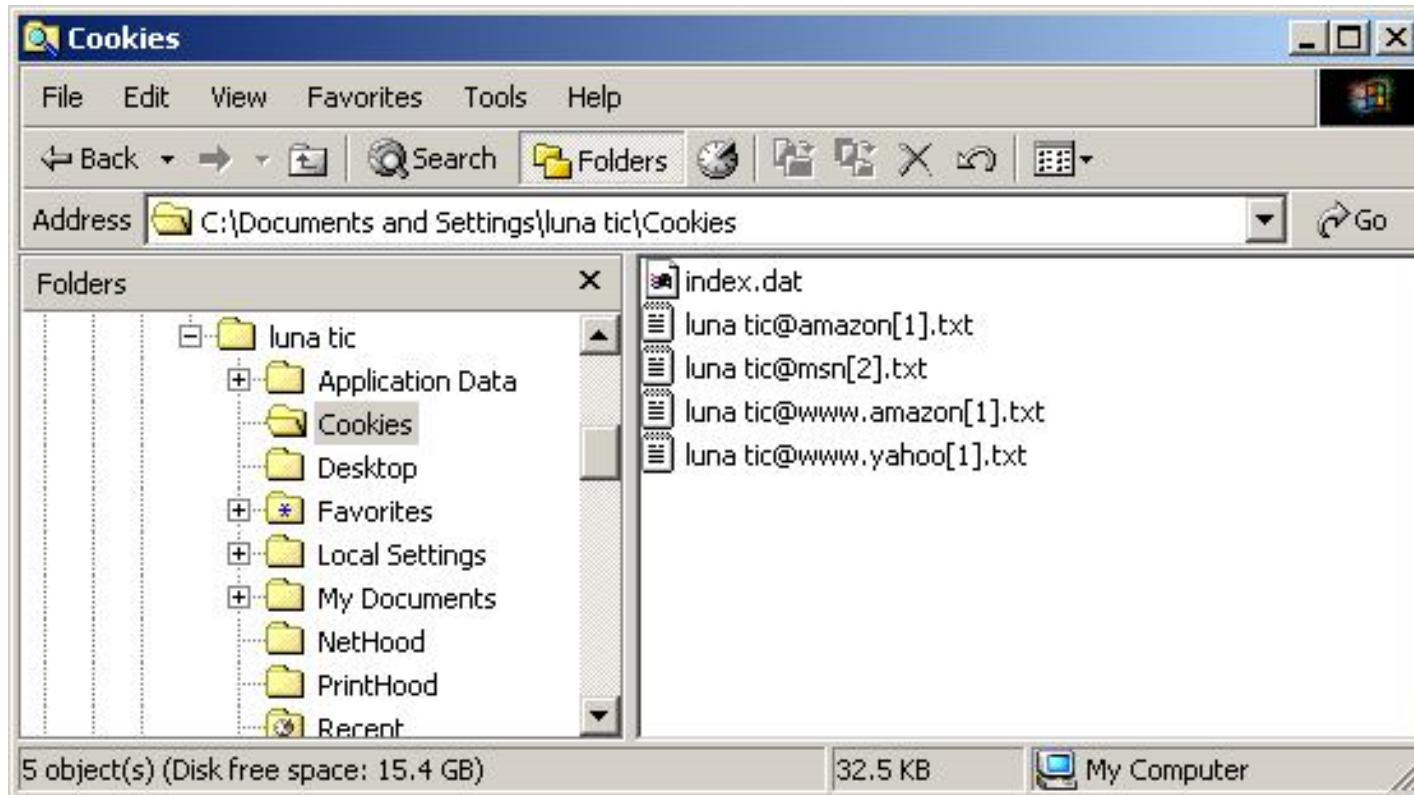 Cookies
File Edit View Favorites Tools Help
Back Search Folders
Address C:\Documents and Settings\luna tic\Cookies Go
Folders
luna tic
Application Data
Cookies
Desktop
Favorites
Local Settings
My Documents
NetHood
PrintHood
Recent
index.dat
luna tic@amazon[1].txt
luna tic@msn[2].txt
luna tic@www.amazon[1].txt
luna tic@www.yahoo[1].txt
5 object(s) (Disk free space: 15.4 GB) 32.5 KB My Computer